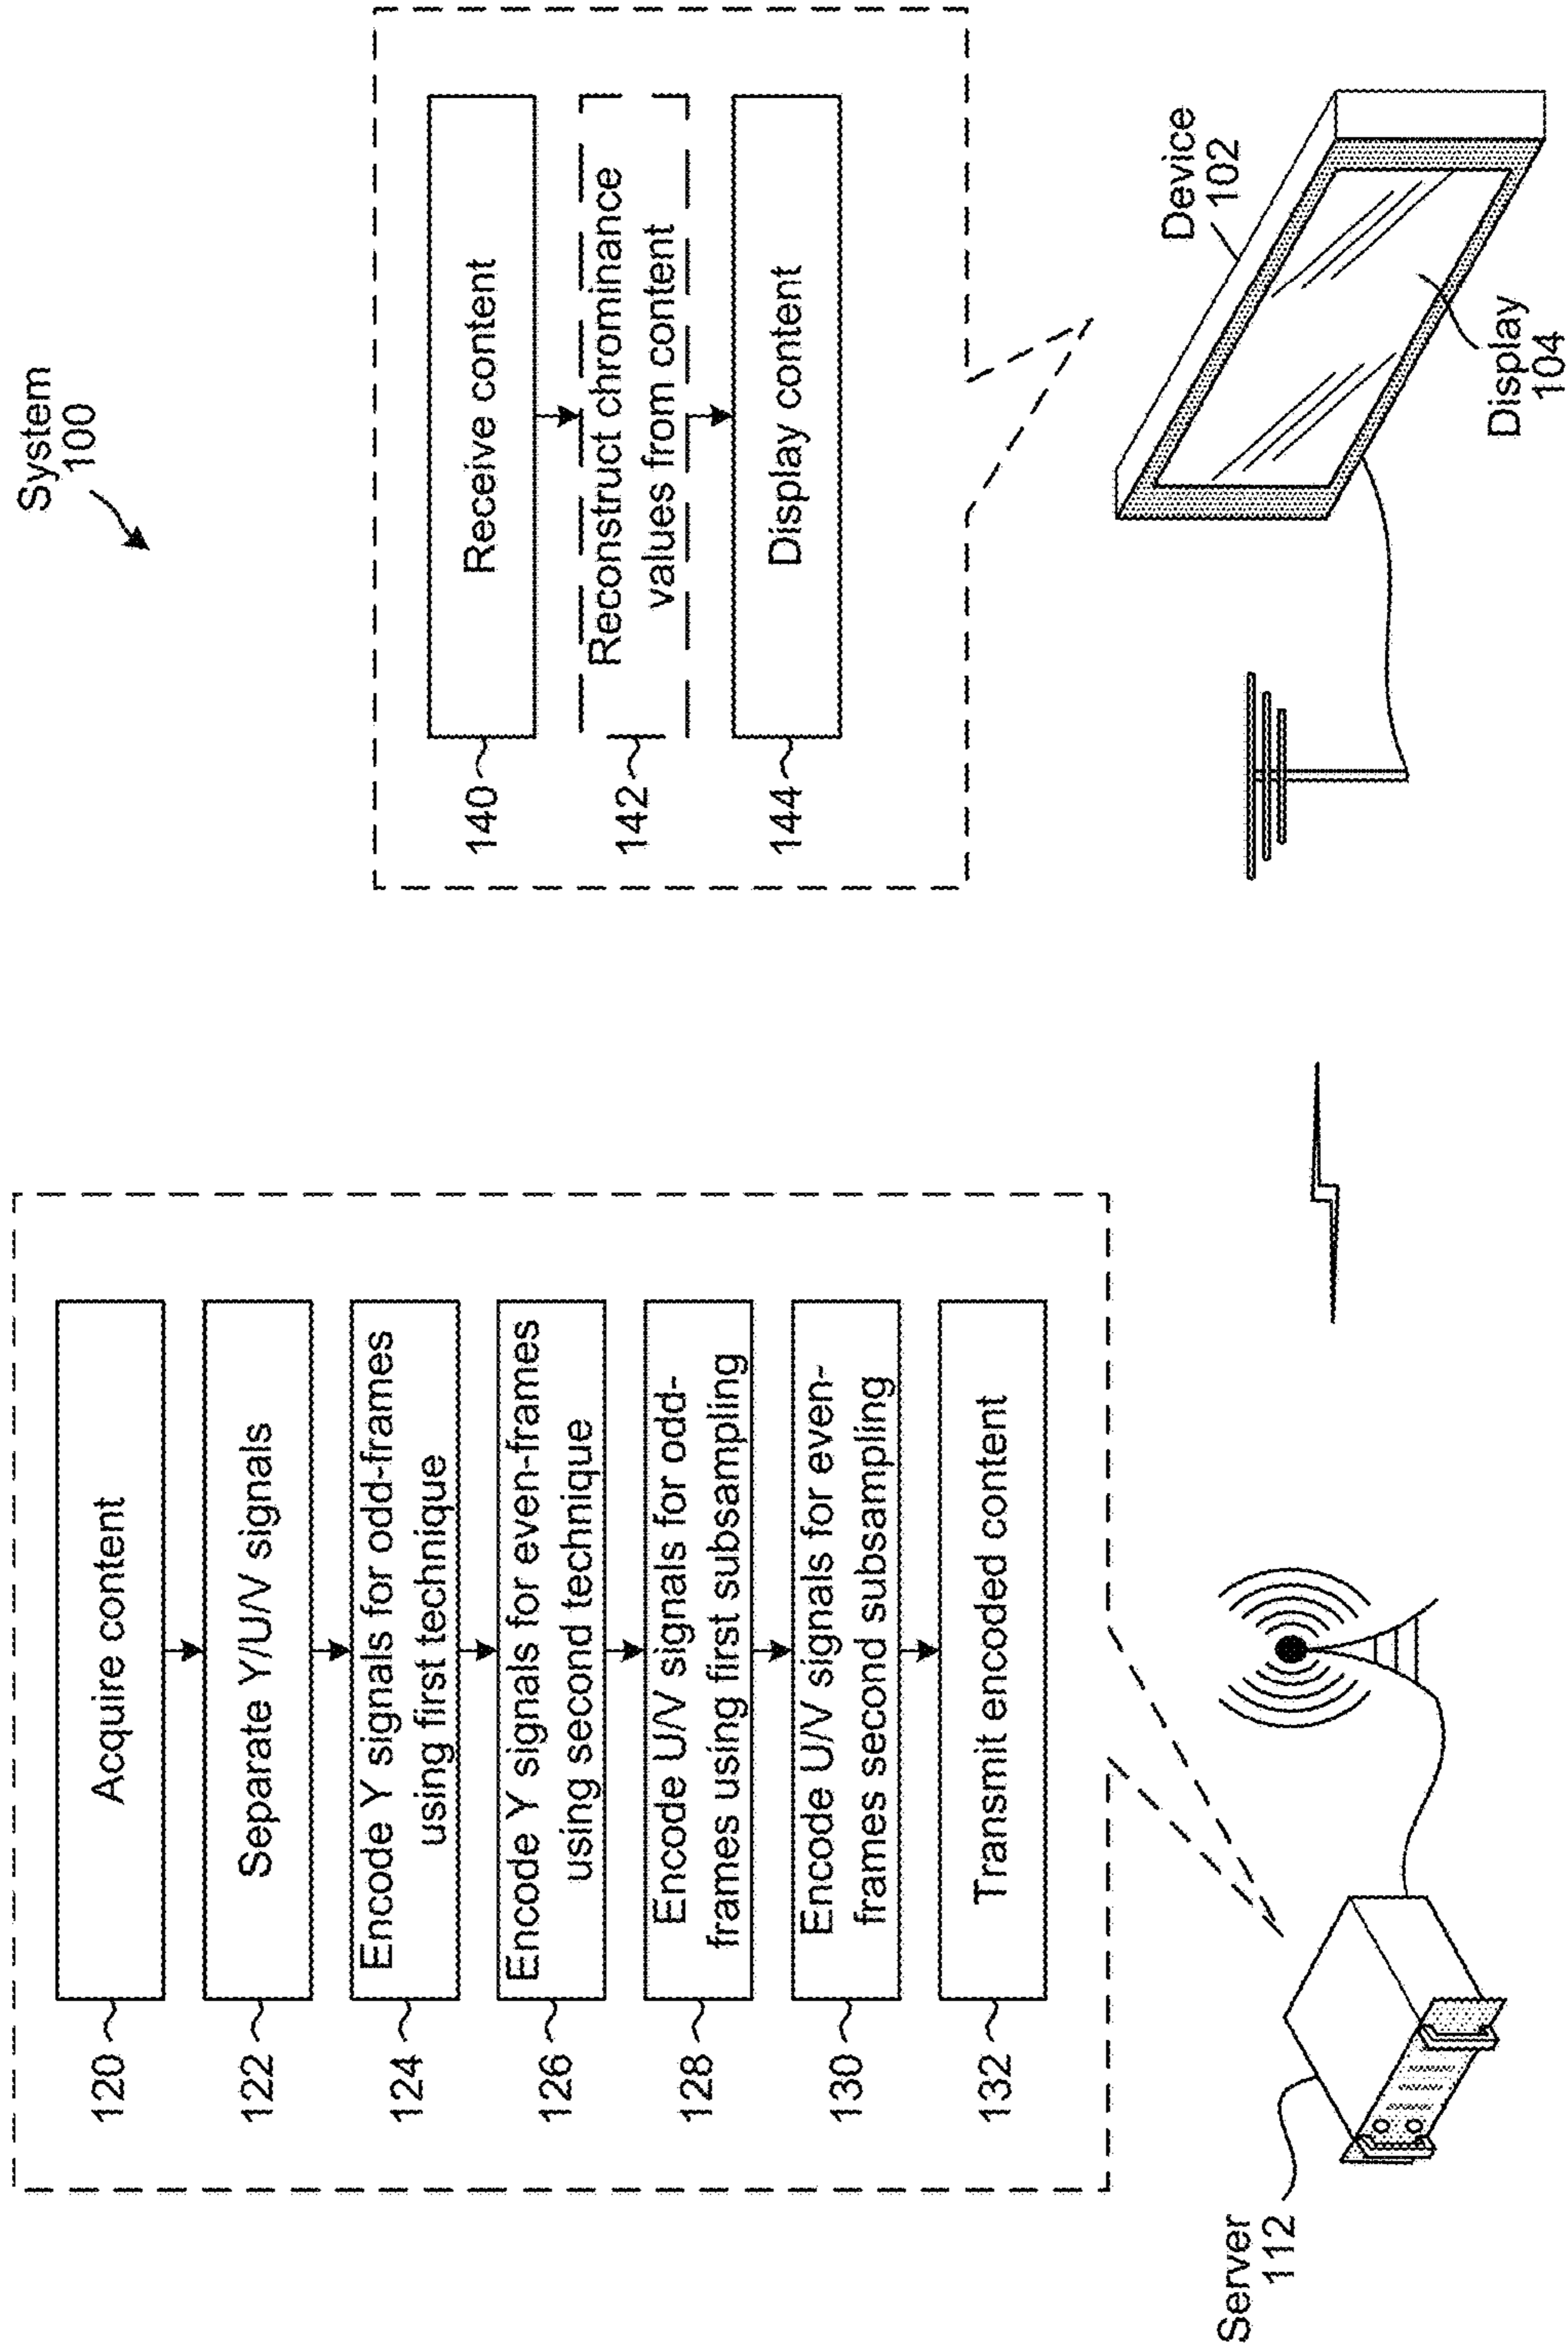 System
100
120
Acquire content
122
Separate Y/U/V signals
124
Encode Y signals for odd-frames
using first technique
126
Encode Y signals for even-frames
using second technique
128
Encode U/V signals for odd-
frames using first subsampling
130
Encode U/V signals for even-
frames second subsampling
132
Transmit encoded content
140
Receive content
142
Reconstruct chrominance
values from content
144
Display content
Server
112
Device
102
Display
104